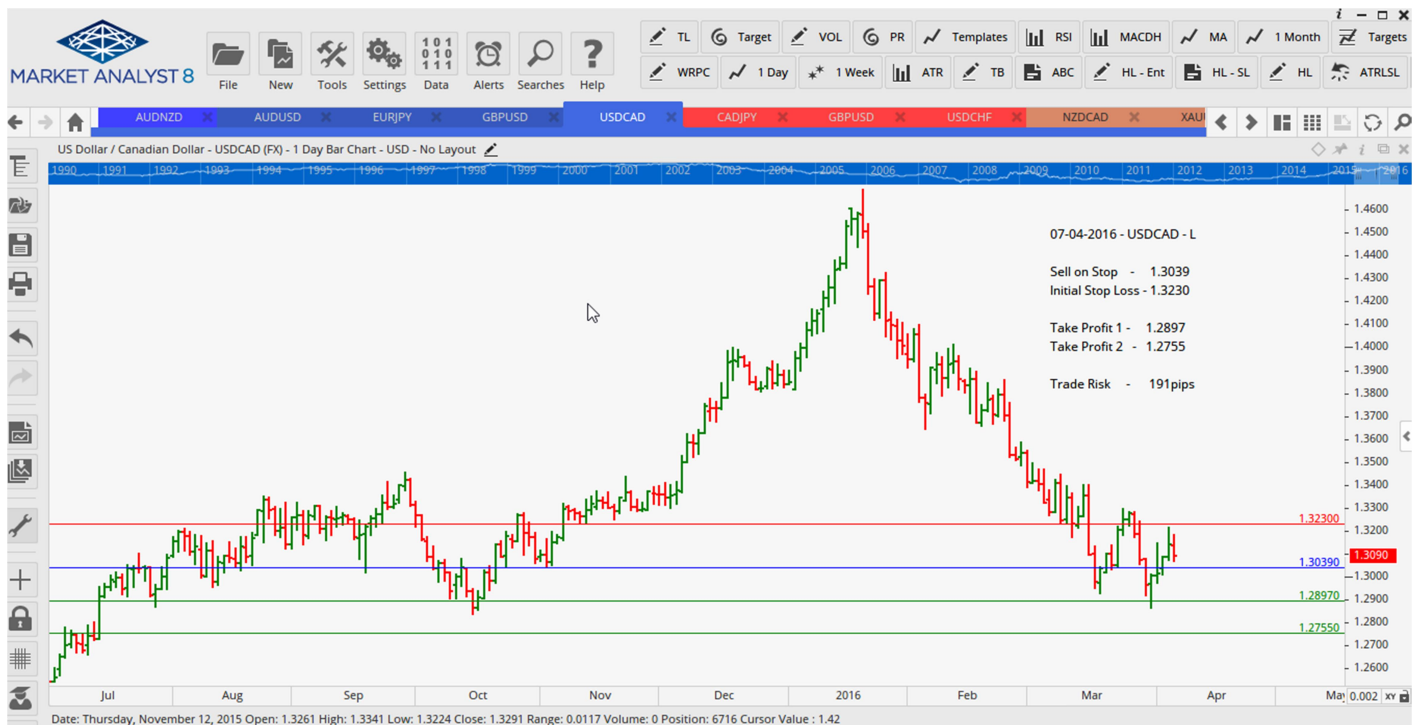 i
TL Target VOL PR Templates RSI MACDH MA 1 Month Targets
MARKET ANALYST 8
101
010
011
File New Tools Settings Data Alerts Searches Help
WRPC 1 Day 1 Week ATR TB ABC HL - Ent HL - SL HL ATRLSL
AUDNZD AUDUSD EURJPY GBPUSD USDCAD CADJPY GBPUSD USDCHF NZDCAD XAU
US Dollar / Canadian Dollar - USDCAD (FX) - 1 Day Bar Chart - USD - No Layout
1990 1991 1992 1993 1994 1995 1996 1997 1998 1999 2000 2001 2002 2003 2004 2005 2006 2007 2008 2009 2010 2011 2012 2013 2014 2015 2016
07-04-2016 - USDCAD - L
Sell on Stop - 1.3039
Initial Stop Loss - 1.3230
Take Profit 1 - 1.2897
Take Profit 2 - 1.2755
Trade Risk - 191pips
1.4600
1.4500
1.4400
1.4300
1.4200
1.4100
1.4000
1.3900
1.3800
1.3700
1.3600
1.3500
1.3400
1.3300
1.3200
1.3090
1.3000
1.2900
1.2800
1.2700
1.2600
1.32300
1.30390
1.28970
1.27550
Jul Aug Sep Oct Nov Dec 2016 Feb Mar Apr May 0.002 XY
Date: Thursday, November 12, 2015 Open: 1.3261 High: 1.3341 Low: 1.3224 Close: 1.3291 Range: 0.0117 Volume: 0 Position: 6716 Cursor Value : 1.42